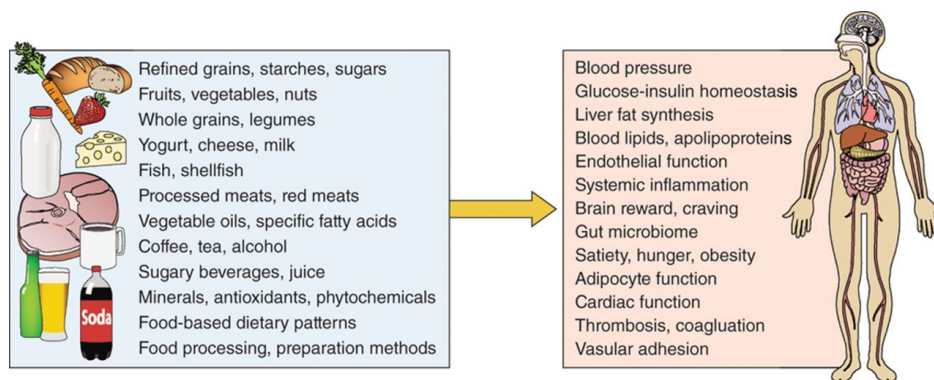 Refined grains, starches, sugars
Fruits, vegetables, nuts
Whole grains, legumes
Yogurt, cheese, milk
Fish, shellfish
Processed meats, red meats
Vegetable oils, specific fatty acids
Coffee, tea, alcohol
Sugary beverages, juice
Minerals, antioxidants, phytochemicals
Food-based dietary patterns
Food processing, preparation methods
Soda
Blood pressure
Glucose-insulin homeostasis
Liver fat synthesis
Blood lipids, apolipoproteins
Endothelial function
Systemic inflammation
Brain reward, craving
Gut microbiome
Satiety, hunger, obesity
Adipocyte function
Cardiac function
Thrombosis, coagluation
Vasular adhesion